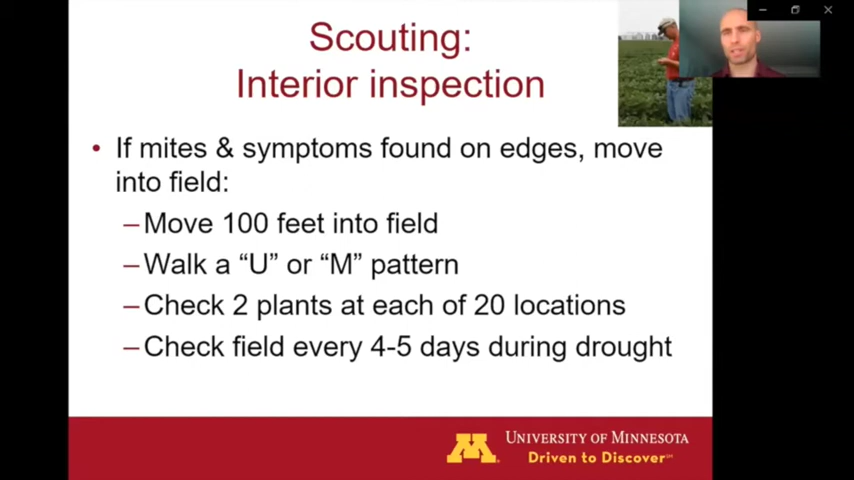 Scouting:
Interior inspection
• If mites & symptoms found on edges, move
into field:
–Move 100 feet into field
–Walk a “U” or “M” pattern
–Check 2 plants at each of 20 locations
–Check field every 4-5 days during drought
M
UNIVERSITY OF MINNESOTA
Driven to Discover℠